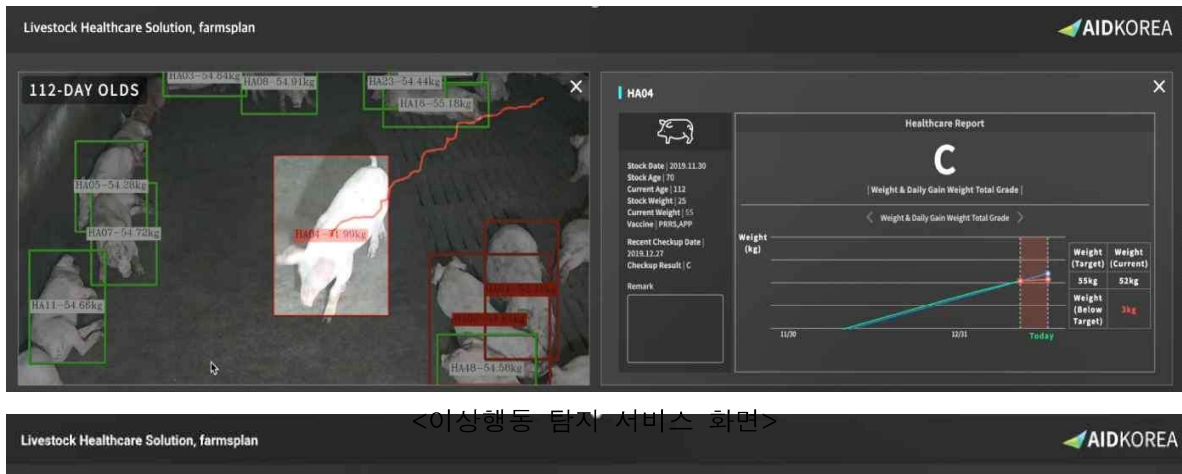 Livestock Healthcare Solution, farmsplan
AIDKOREA
112-DAY OLDS
HA03-54.64kg
HA08-54.91kg
HA23-54.44kg
HA16-55.18kg
HA05-54.28kg
HA07-54.72kg
HA11-54.68kg
HA48-54.58kg
HA04
Stock Date | 2019.11.30
Stock Age | 70
Current Age | 112
Stock Weight | 25
Current Weight | 55
Vaccine | PRRS,APP
Recent Checkup Date |
2019.12.27
Checkup Result | C
Remark
Healthcare Report
C
| Weight & Daily Gain Weight Total Grade |
Weight & Daily Gain Weight Total Grade
Weight
(kg)
11/30
12/31
Today
Weight
(Target)
Weight
(Current)
55kg
52kg
Weight
(Below
Target)
3kg
<이상행동 탐지 서비스 화면>
Livestock Healthcare Solution, farmsplan
AIDKOREA